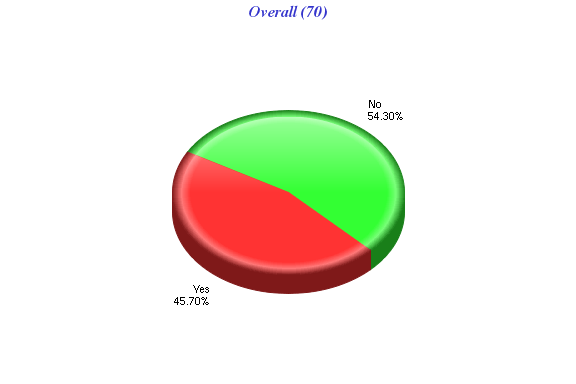 Overall (70)
No
54.30%
Yes
45.70%